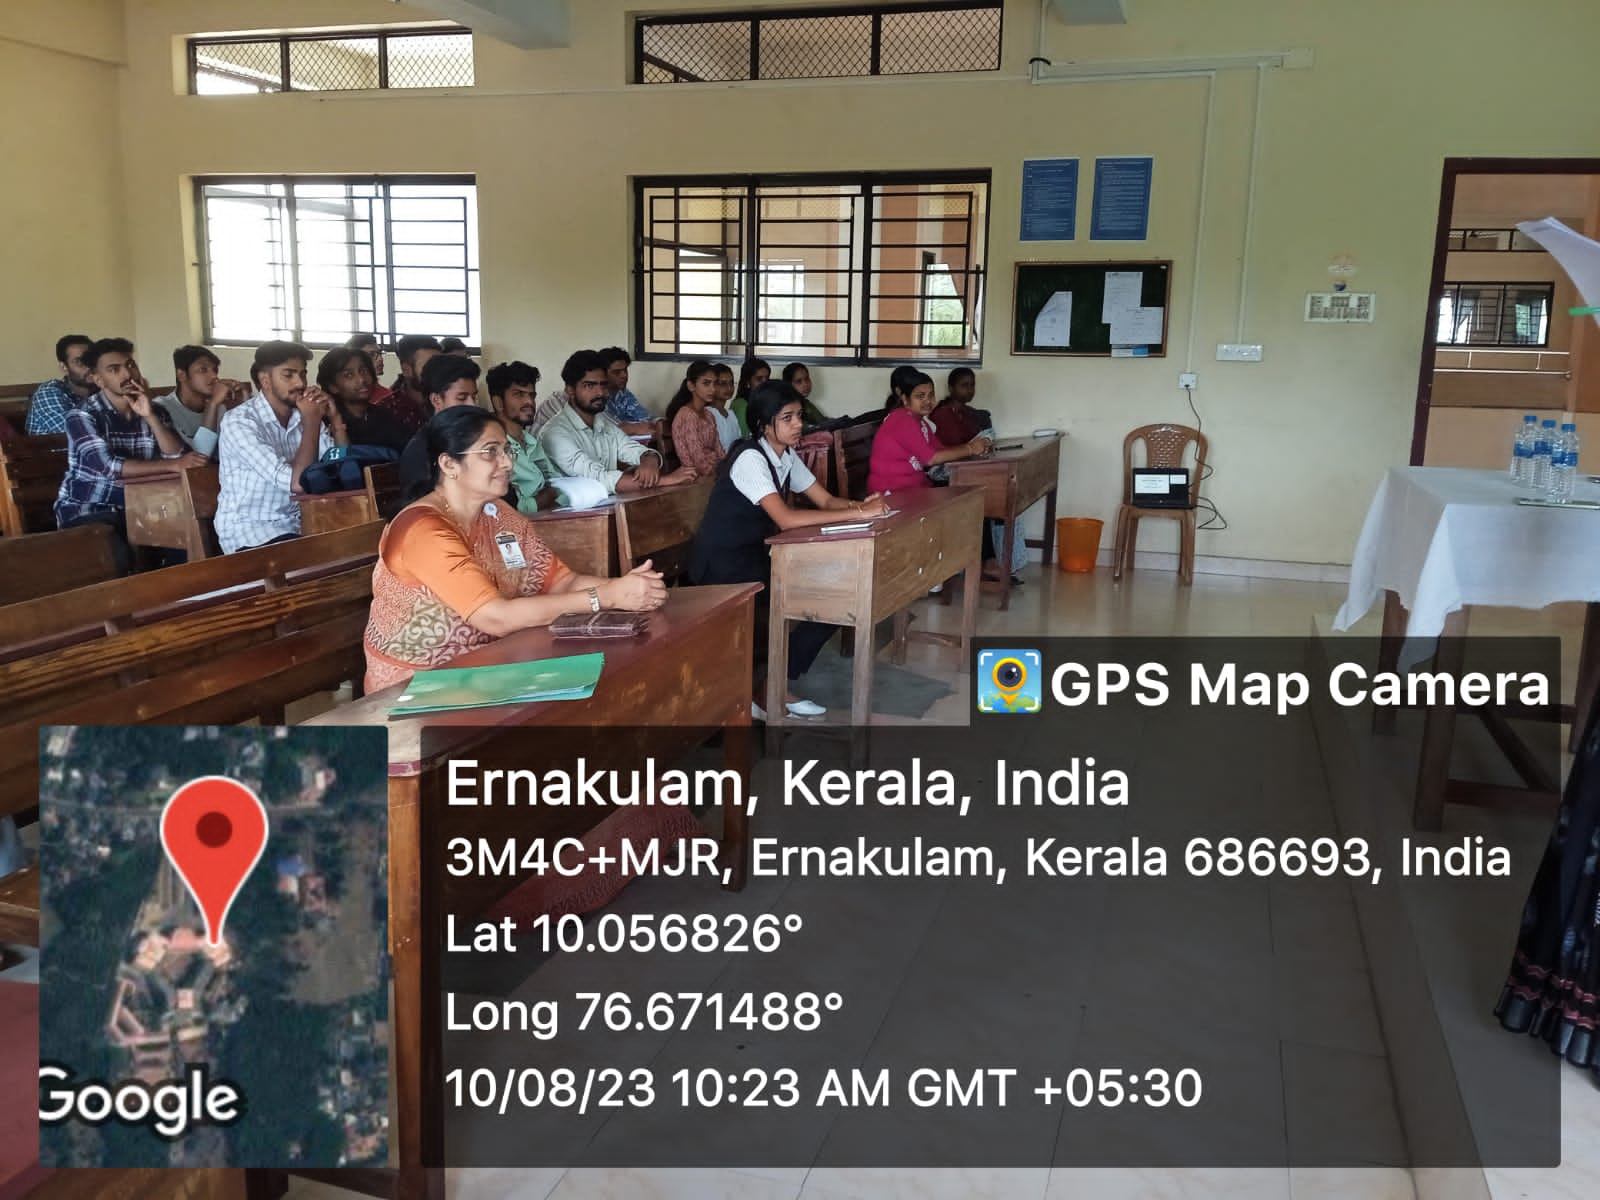 GPS Map Camera
Ernakulam, Kerala, India
3M4C+MJR, Ernakulam, Kerala 686693, India
Lat 10.056826°
Long 76.671488°
10/08/23 10:23 AM GMT +05:30
Google